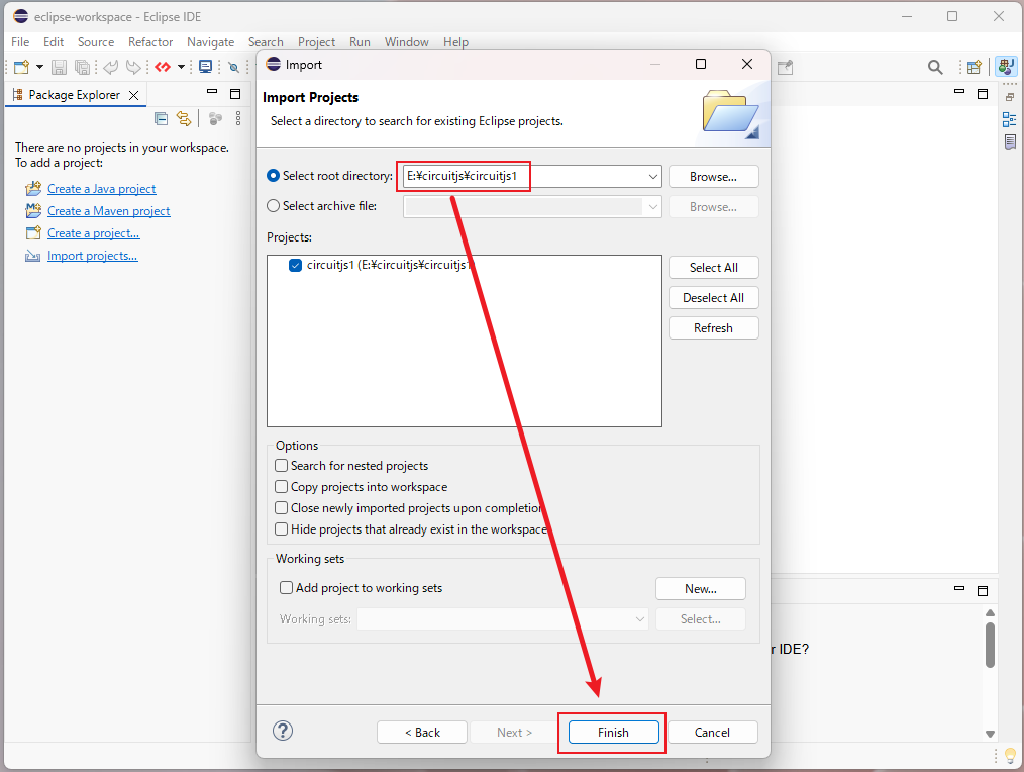 eclipse-workspace - Eclipse IDE
File Edit Source Refactor Navigate Search Project Run Window Help
Import
Package Explorer
Import Projects
Select a directory to search for existing Eclipse projects.
There are no projects in your workspace.
To add a project:
Create a Java project
Create a Maven project
Create a project...
Import projects...
Select root directory: E:¥circuitjs¥circuitjs1 Browse...
Select archive file: Browse...
Projects:
circuitjs1 (E:¥circuitjs¥circuitjs1
Select All
Deselect All
Refresh
Options
Search for nested projects
Copy projects into workspace
Close newly imported projects upon completion
Hide projects that already exist in the workspace
Working sets
Add project to working sets New...
Working sets: Select...
r IDE?
? < Back Next > Finish Cancel